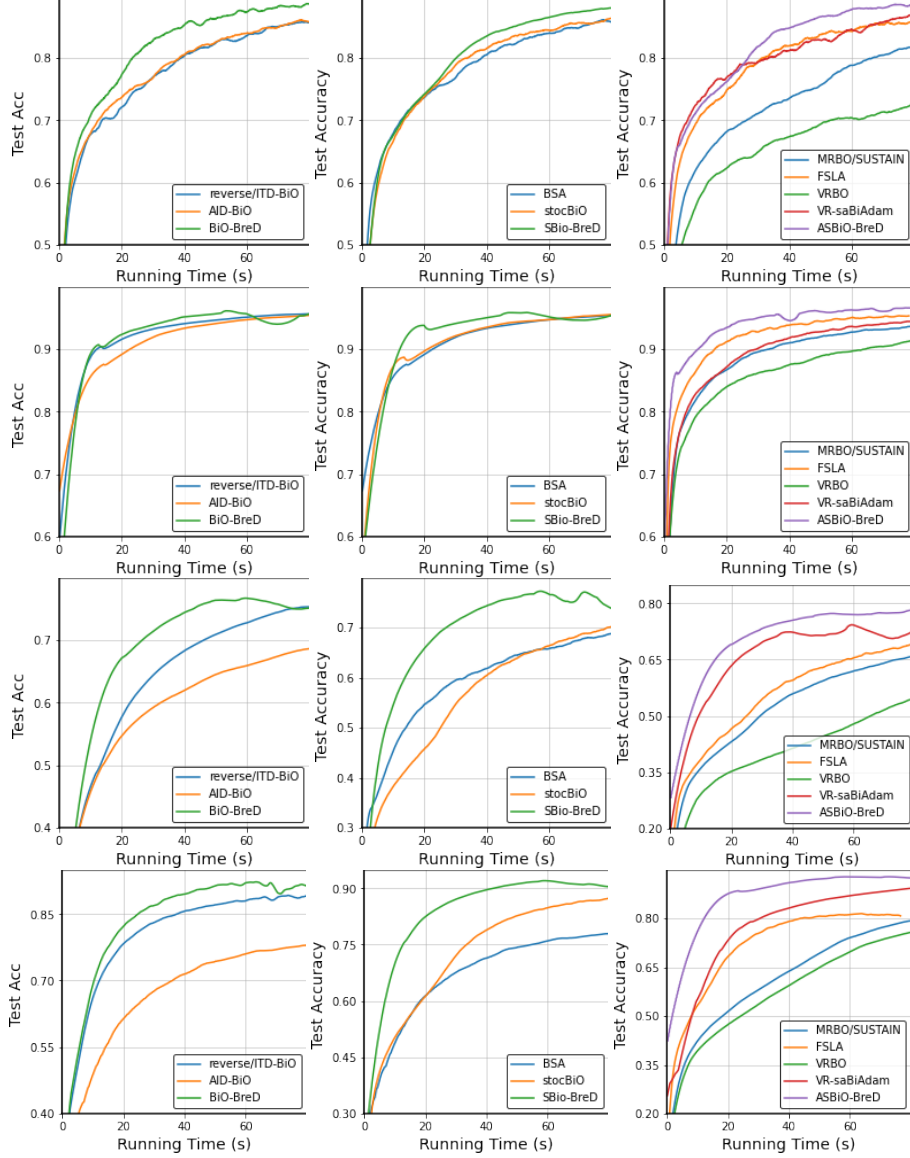 Test Acc
0.8
0.7
0.6
0.5
0
20
40
60
Running Time (s)
reverse/ITD-BiO
AID-BiO
BiO-BreD
Test Accuracy
0.8
0.7
0.6
0.5
0
20
40
60
Running Time (s)
BSA
stocBiO
SBio-BreD
Test Accuracy
0.8
0.7
0.6
0.5
0
20
40
60
Running Time (s)
MRBO/SUSTAIN
FSLA
VRBO
VR-saBiAdam
ASBiO-BreD
Test Acc
0.9
0.8
0.7
0.6
0
20
40
60
Running Time (s)
reverse/ITD-BiO
AID-BiO
BiO-BreD
Test Accuracy
0.9
0.8
0.7
0.6
0
20
40
60
Running Time (s)
BSA
stocBiO
SBio-BreD
Test Accuracy
0.9
0.8
0.7
0.6
0
20
40
60
Running Time (s)
MRBO/SUSTAIN
FSLA
VRBO
VR-saBiAdam
ASBiO-BreD
Test Acc
0.7
0.6
0.5
0.4
0
20
40
60
Running Time (s)
reverse/ITD-BiO
AID-BiO
BiO-BreD
Test Accuracy
0.7
0.6
0.5
0.4
0.3
0
20
40
60
Running Time (s)
BSA
stocBiO
SBio-BreD
Test Accuracy
0.80
0.65
0.50
0.35
0.20
0
20
40
60
Running Time (s)
MRBO/SUSTAIN
FSLA
VRBO
VR-saBiAdam
ASBiO-BreD
Test Acc
0.85
0.70
0.55
0.40
0
20
40
60
Running Time (s)
reverse/ITD-BiO
AID-BiO
BiO-BreD
Test Accuracy
0.90
0.75
0.60
0.45
0.30
0
20
40
60
Running Time (s)
BSA
stocBiO
SBio-BreD
Test Accuracy
0.80
0.65
0.50
0.35
0.20
0
20
40
60
Running Time (s)
MRBO/SUSTAIN
FSLA
VRBO
VR-saBiAdam
ASBiO-BreD